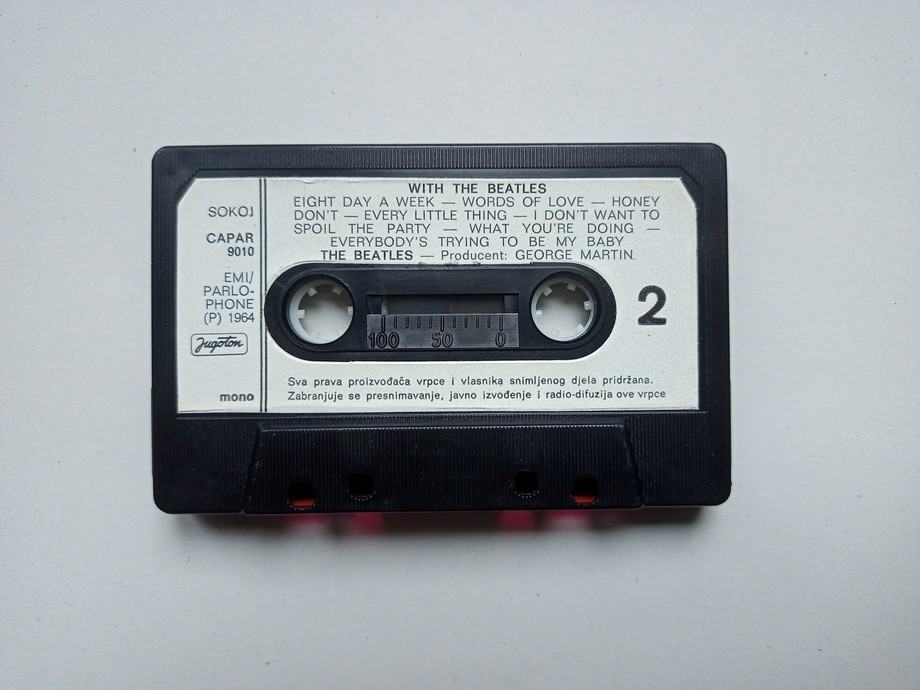 WITH THE BEATLES
EIGHT DAY A WEEK — WORDS OF LOVE — HONEY
DON'T — EVERY LITTLE THING — I DON'T WANT TO
SPOIL THE PARTY — WHAT YOU'RE DOING —
EVERYBODY'S TRYING TO BE MY BABY
THE BEATLES — Producent: GEORGE MARTIN
SOKOJ
CAPAR
9010
EMI/
PARLO-
PHONE
(P) 1964
Jugoton
mono
2
100 50 0
Sva prava proizvođača vrpce i vlasnika snimljenog djela pridržana.
Zabranjuje se presnimavanje, javno izvođenje i radio-difuzija ove vrpce